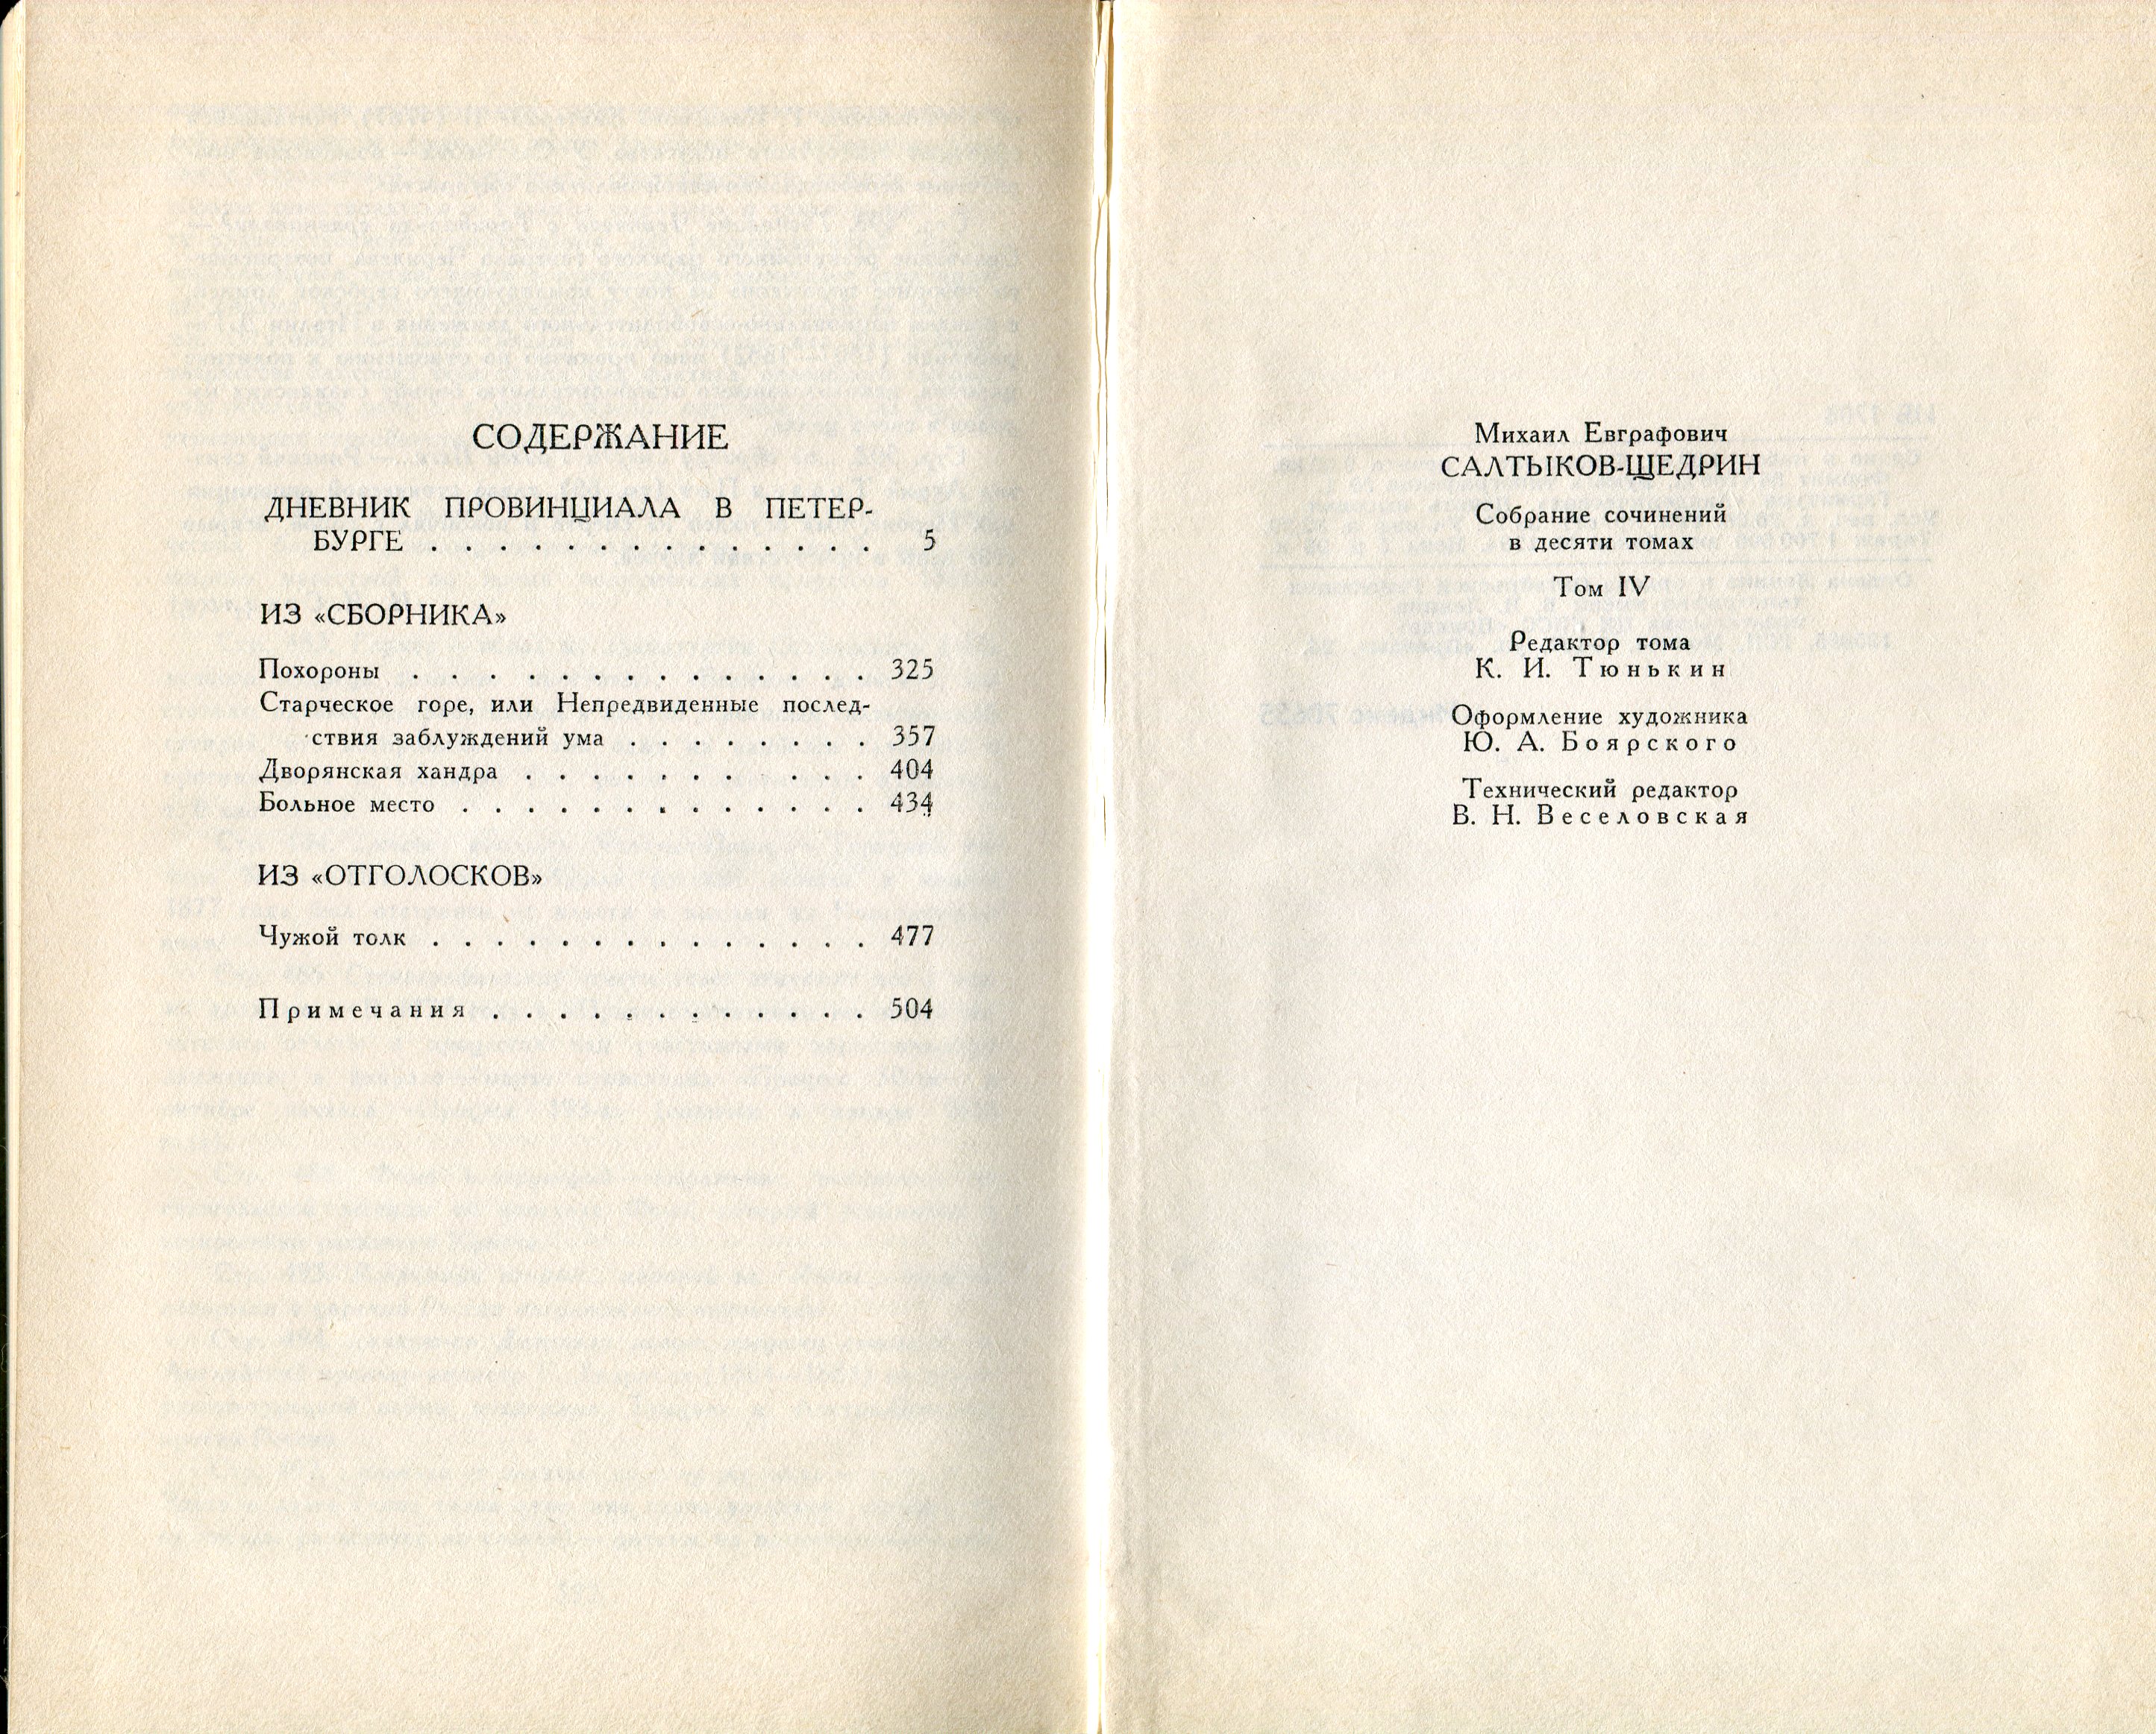 СОДЕРЖАНИЕ
ДНЕВНИК ПРОВИНЦИАЛА В ПЕТЕР-
БУРГЕ . . . . . . . . . . . . . . 5
ИЗ «СБОРНИКА»
Похороны . . . . . . . . . . . . . 325
Старческое горе, или Непредвиденные послед-
ствия заблуждений ума . . . . . . . . 357
Дворянская хандра . . . . . . . . . . 404
Больное место . . . . . . . . . . . . . 434
ИЗ «ОТГОЛОСКОВ»
Чужой толк . . . . . . . . . . . . . . 477
Примечания . . . . . . . . . . . . 504
Михаил Евграфович
САЛТЫКОВ-ЩЕДРИН
Собрание сочинений
в десяти томах
Том IV
Редактор тома
К. И. Тюнькин
Оформление художника
Ю. А. Боярского
Технический редактор
В. Н. Веселовская